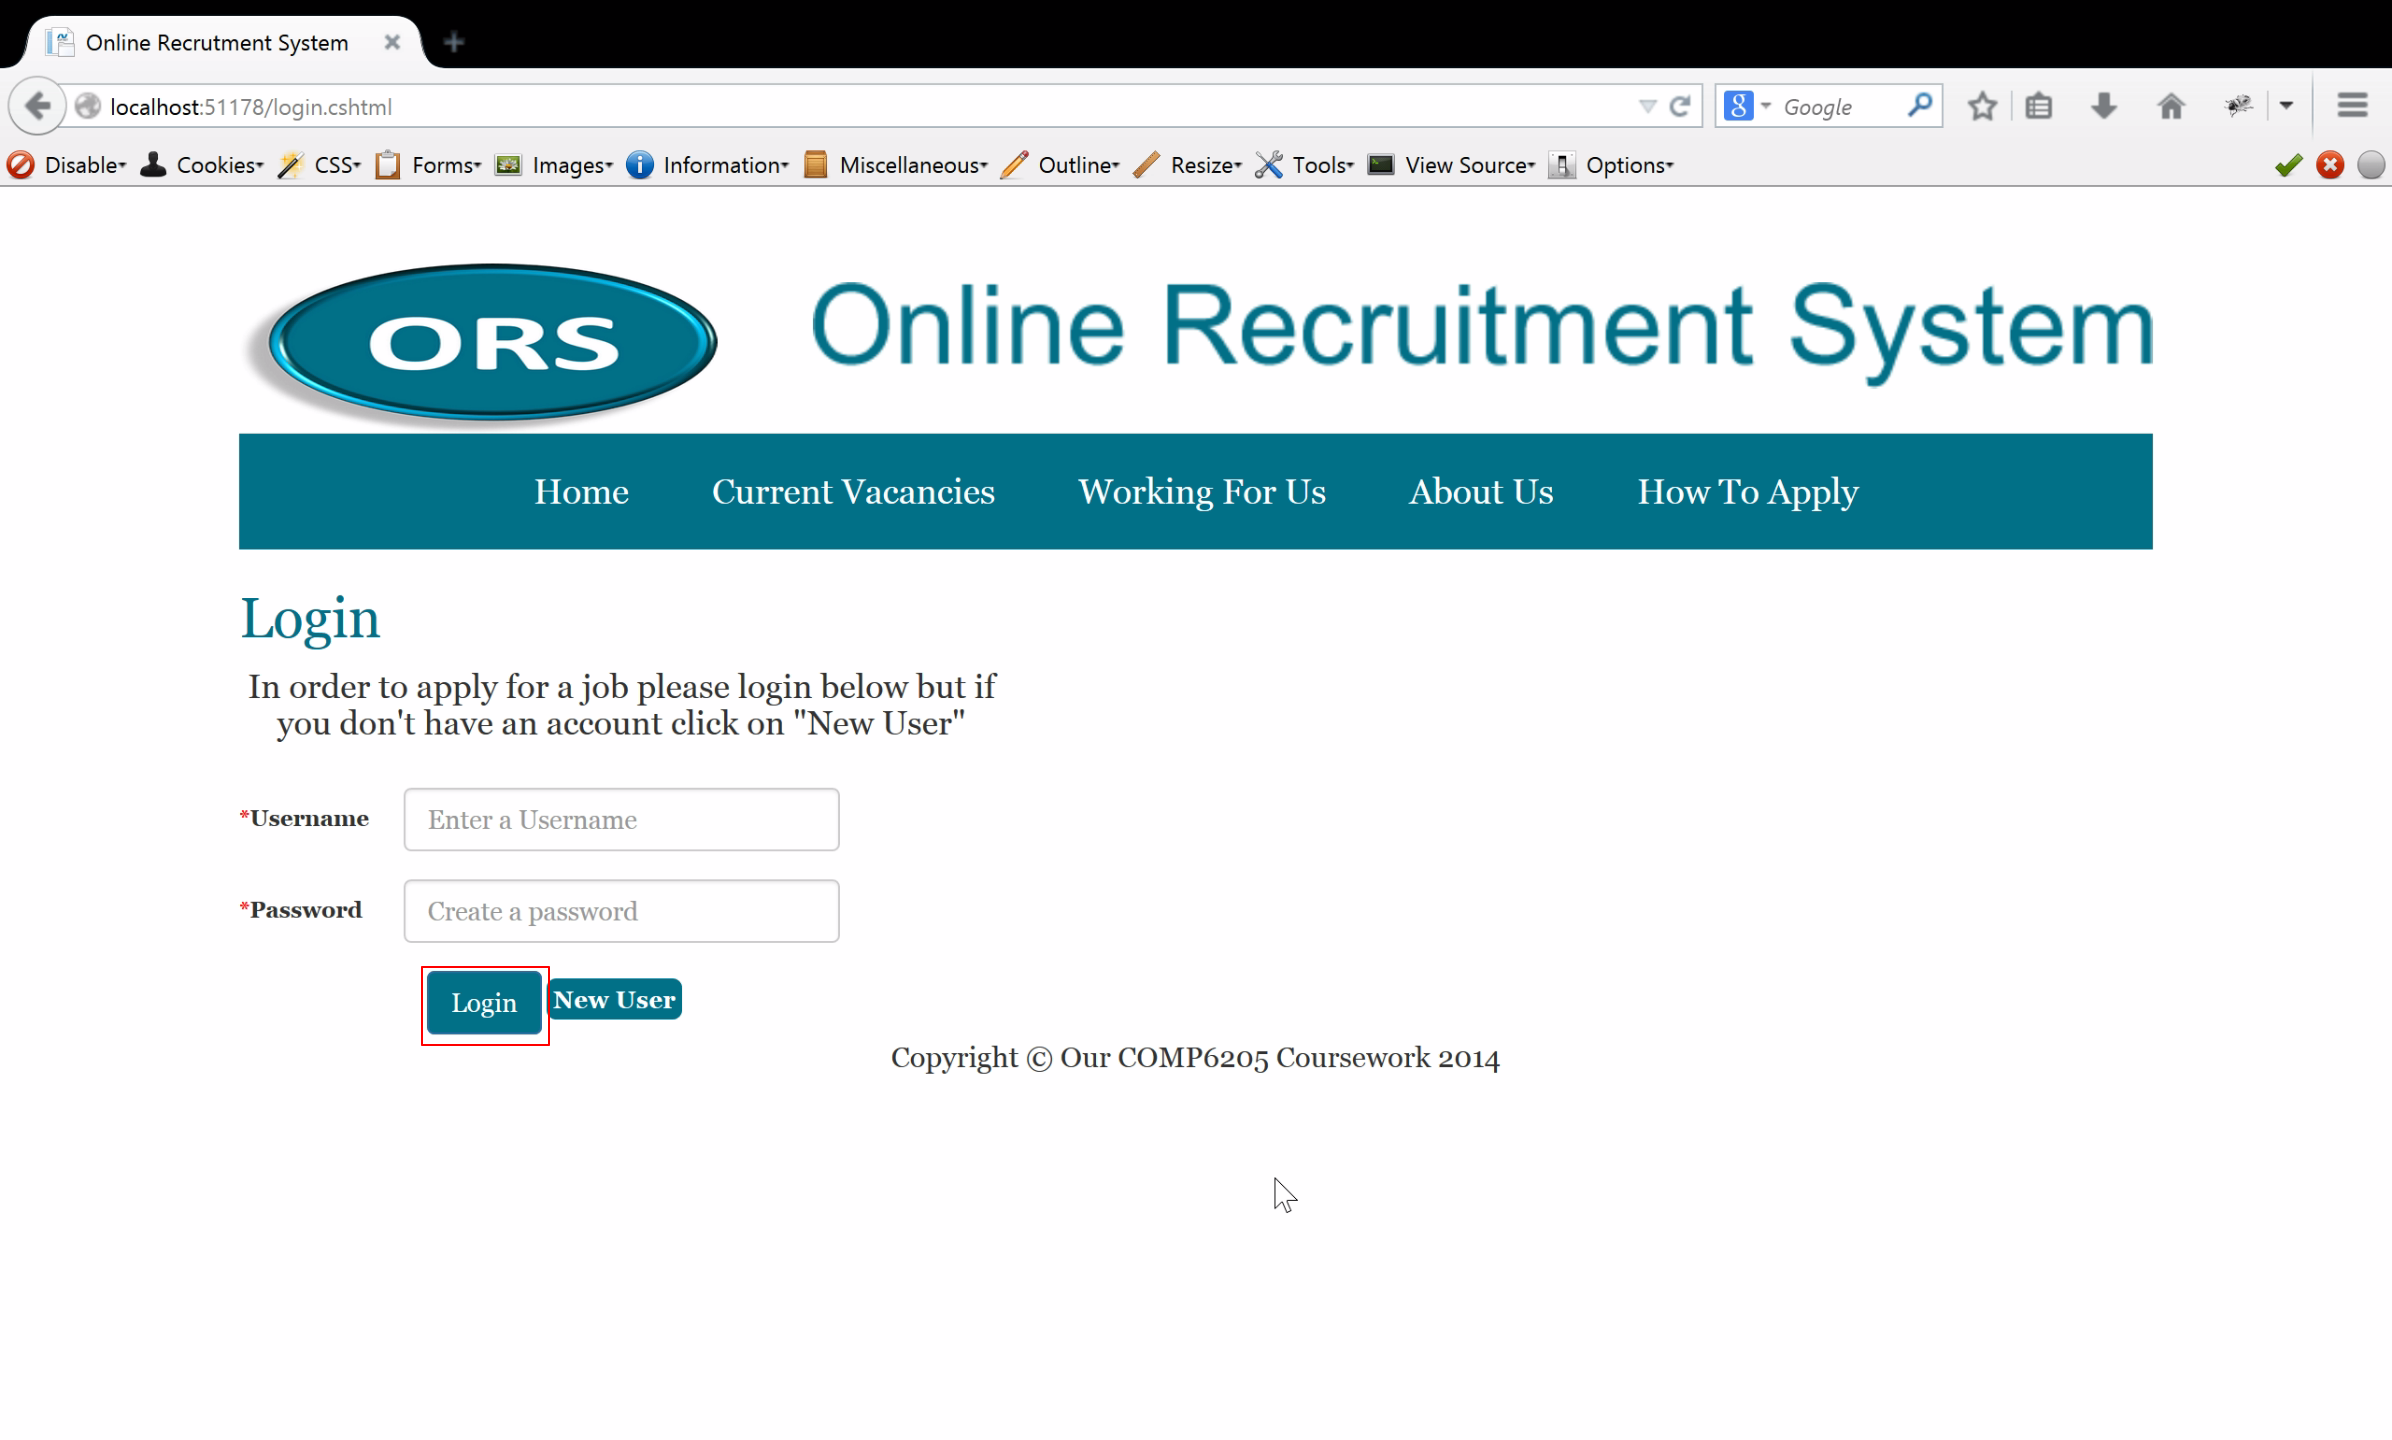 Online Recrutment System
localhost:51178/login.cshtml
Google
Disable Cookies CSS Forms Images Information Miscellaneous Outline Resize Tools View Source Options
ORS
Online Recruitment System
Home Current Vacancies Working For Us About Us How To Apply
Login
In order to apply for a job please login below but if
you don't have an account click on "New User"
*Username Enter a Username
*Password Create a password
Login New User
Copyright © Our COMP6205 Coursework 2014